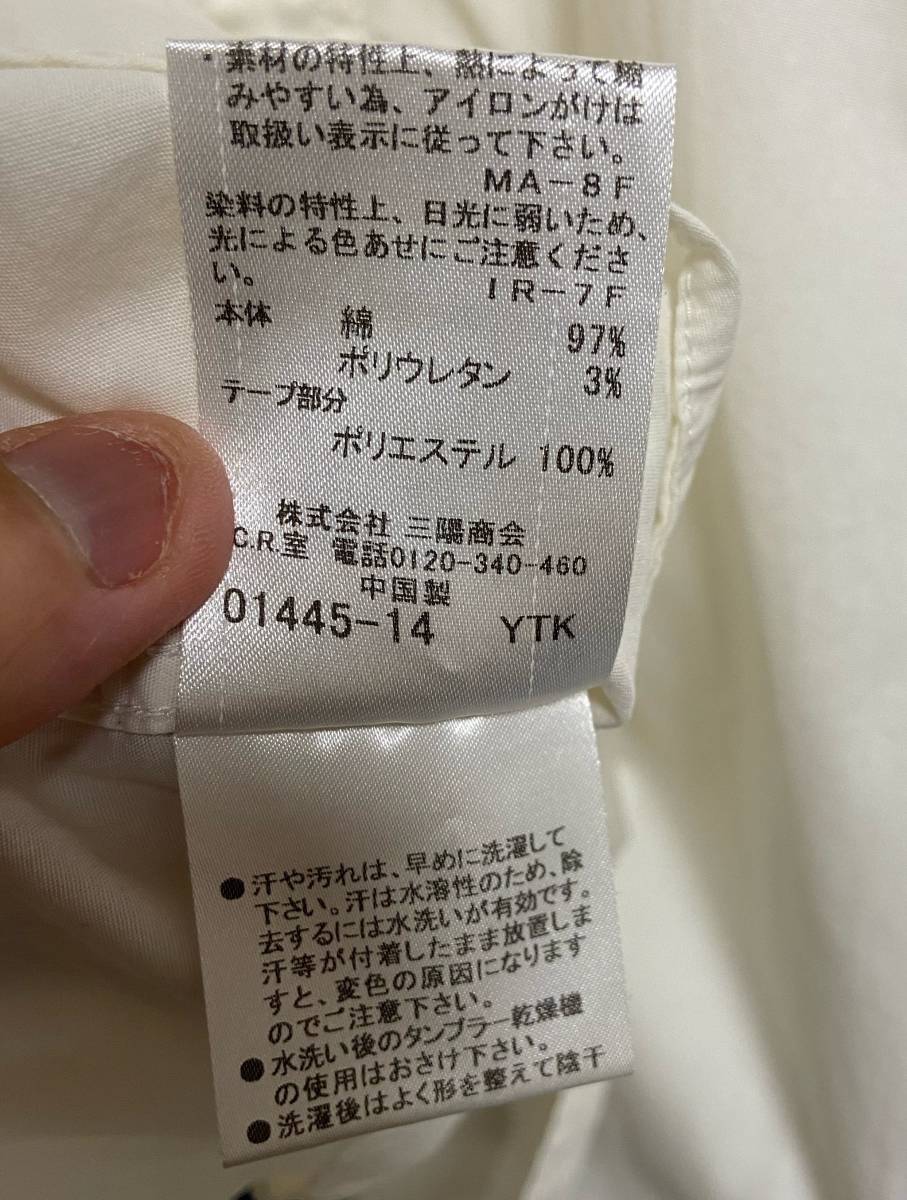 ・素材の特性上、熱によって縮
みやすい為、アイロンがけは
取扱い表示に従って下さい。
MA-8F
染料の特性上、日光に弱いため、
光による色あせにご注意くださ
い。
IR-7F
本体 綿 97%
ポリウレタン 3%
テープ部分
ポリエステル 100%
株式会社 三陽商会
C.R.室 電話0120-340-460
中国製
01445-14 YTK
●汗や汚れは、早めに洗濯して
下さい。汗は水溶性のため、除
去するには水洗いが有効です。
汗等が付着したまま放置しま
すと、変色の原因になります
のでご注意下さい。
●水洗い後のタンブラー乾燥機
の使用はおさけ下さい。
●洗濯後はよく形を整えて陰干